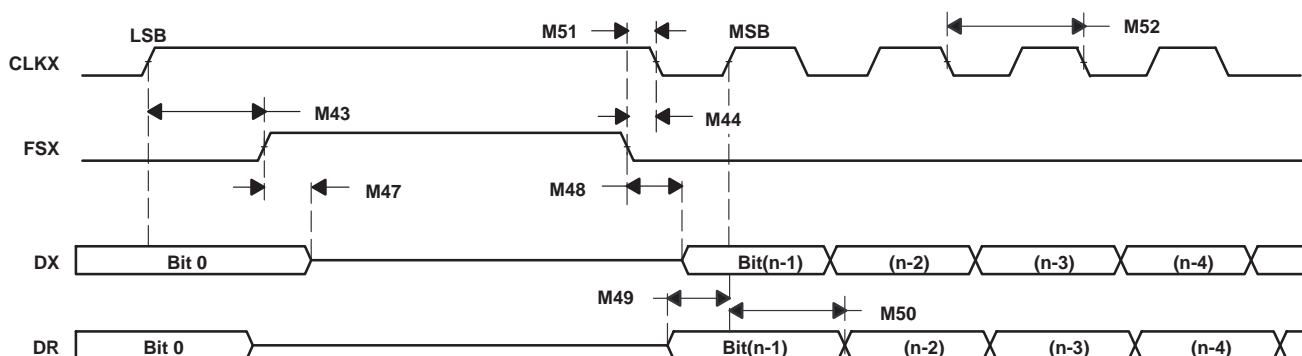 LSB M51 MSB M52
CLKX
M43 M44
FSX
M47 M48
DX Bit 0 Bit(n-1) (n-2) (n-3) (n-4)
M49 M50
DR Bit 0 Bit(n-1) (n-2) (n-3) (n-4)